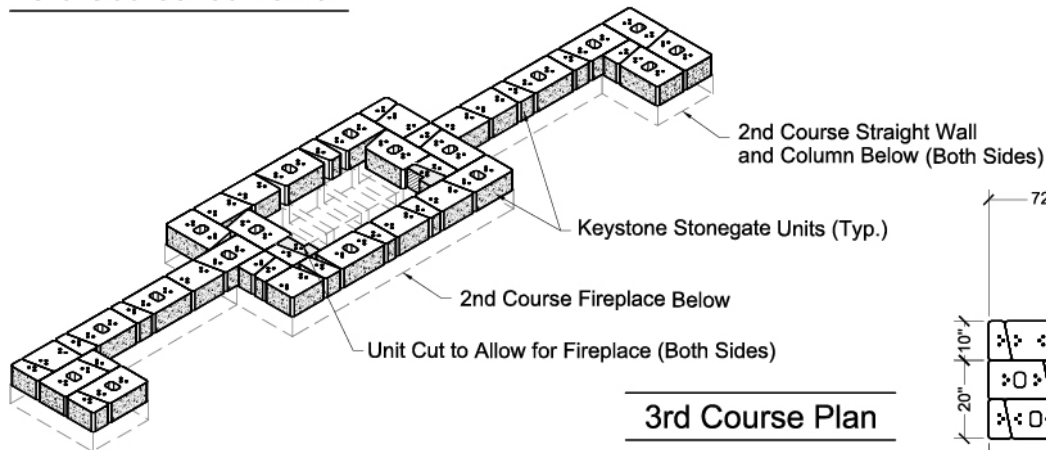 2nd Course Straight Wall
and Column Below (Both Sides)
72
Keystone Stonegate Units (Typ.)
2nd Course Fireplace Below
Unit Cut to Allow for Fireplace (Both Sides)
10"
20"
3rd Course Plan